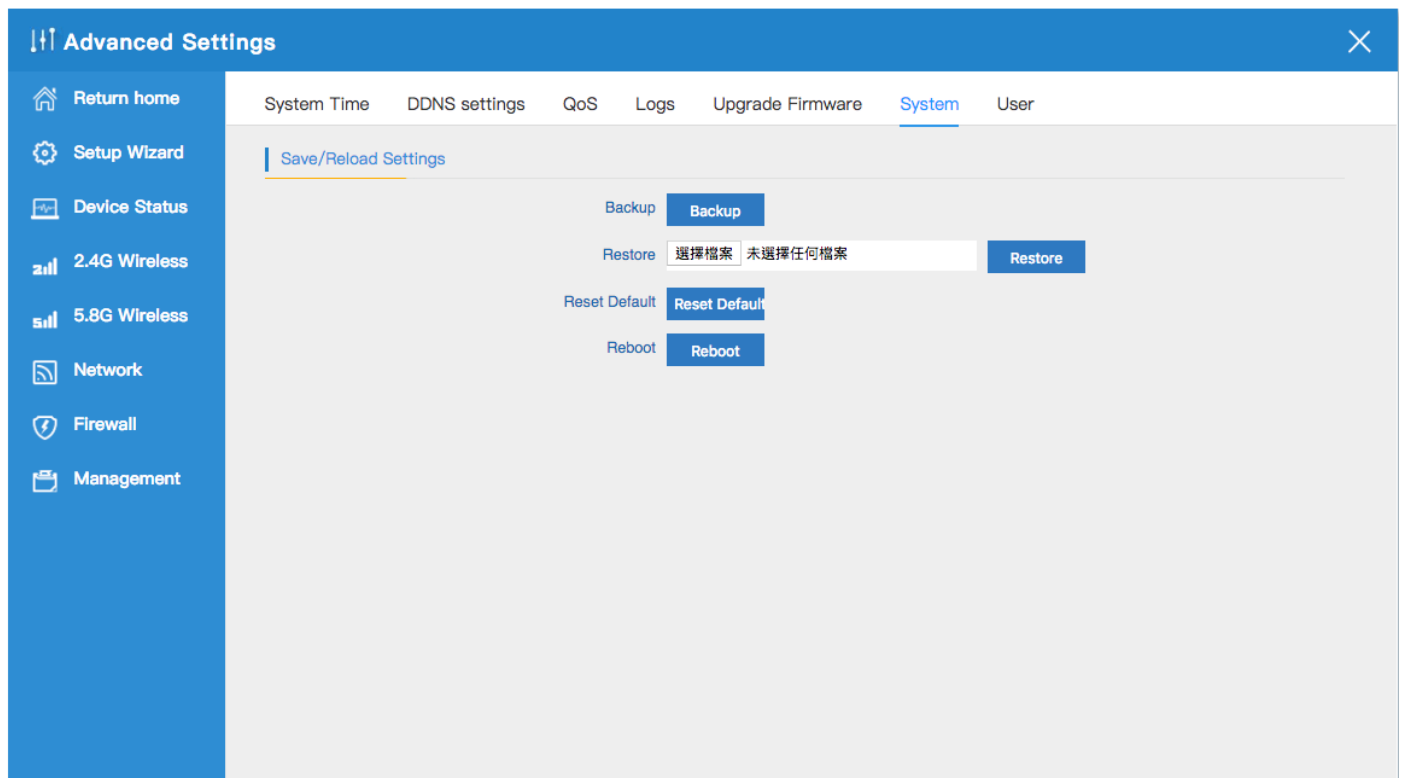 Advanced Settings
Return home
Setup Wizard
Device Status
2.4G Wireless
5.8G Wireless
Network
Firewall
Management
System Time DDNS settings QoS Logs Upgrade Firmware System User
Save/Reload Settings
Backup Backup
Restore 選擇檔案 未選擇任何檔案 Restore
Reset Default Reset Default
Reboot Reboot